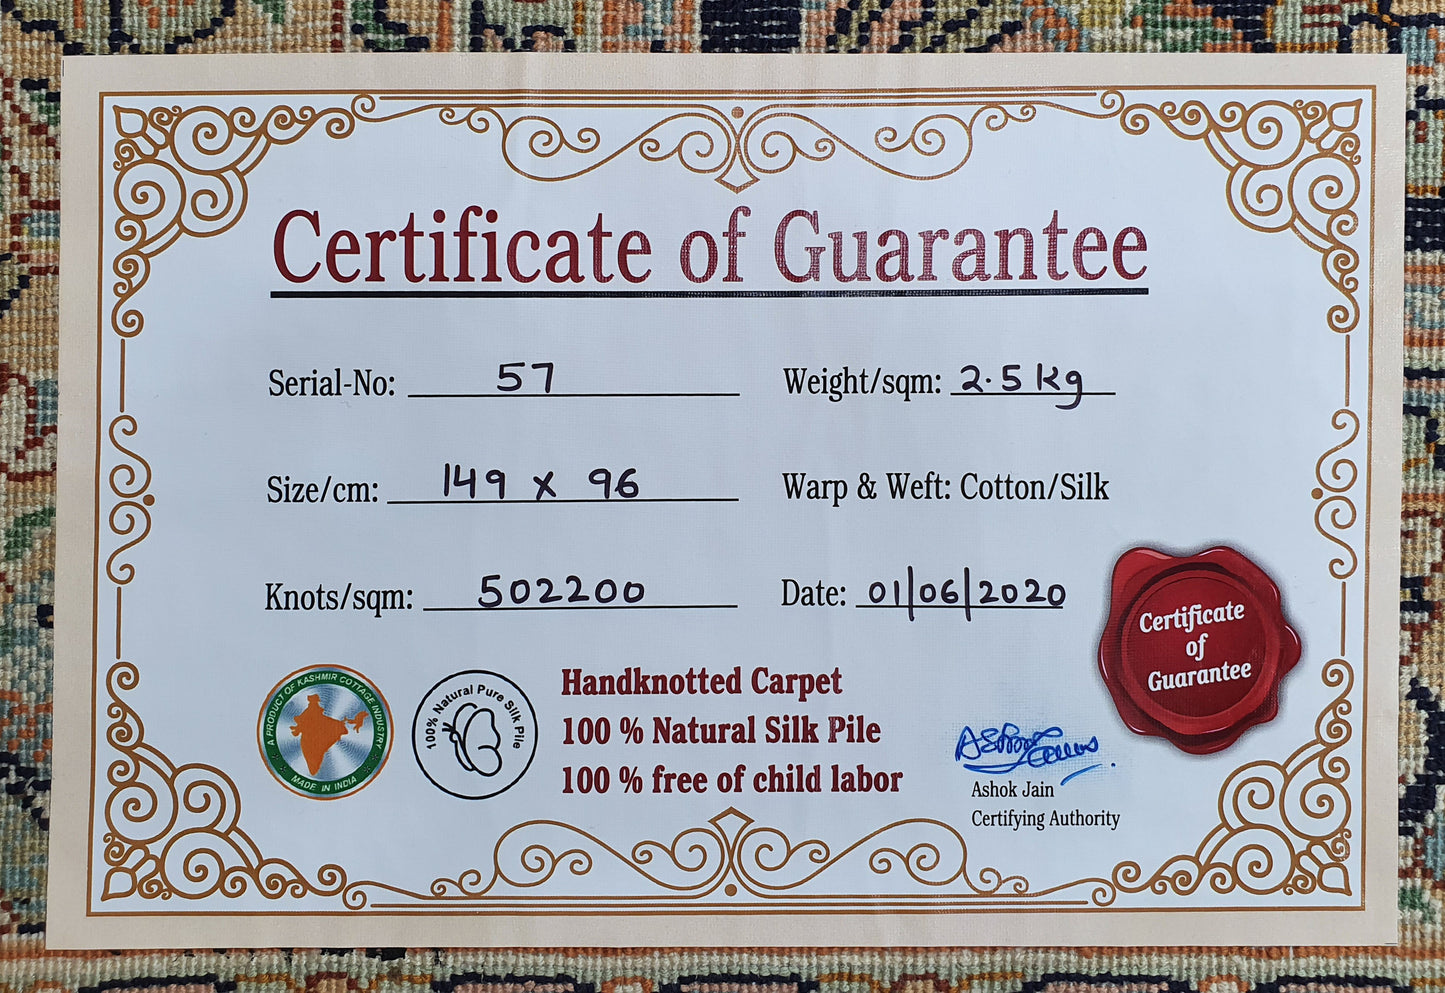 Certificate of Guarantee
Serial-No: 57
Weight/sqm: 2.5 Kg
Size/cm: 149 x 96
Warp & Weft: Cotton/Silk
Knots/sqm: 502200
Date: 01|06|2020
Certificate
of
Guarantee
A PRODUCT OF KASHMIR COTTAGE INDUSTRY
MADE IN INDIA
100% Natural Pure Silk Pile
Handknotted Carpet
100 % Natural Silk Pile
100 % free of child labor
Ashok Jain
Certifying Authority